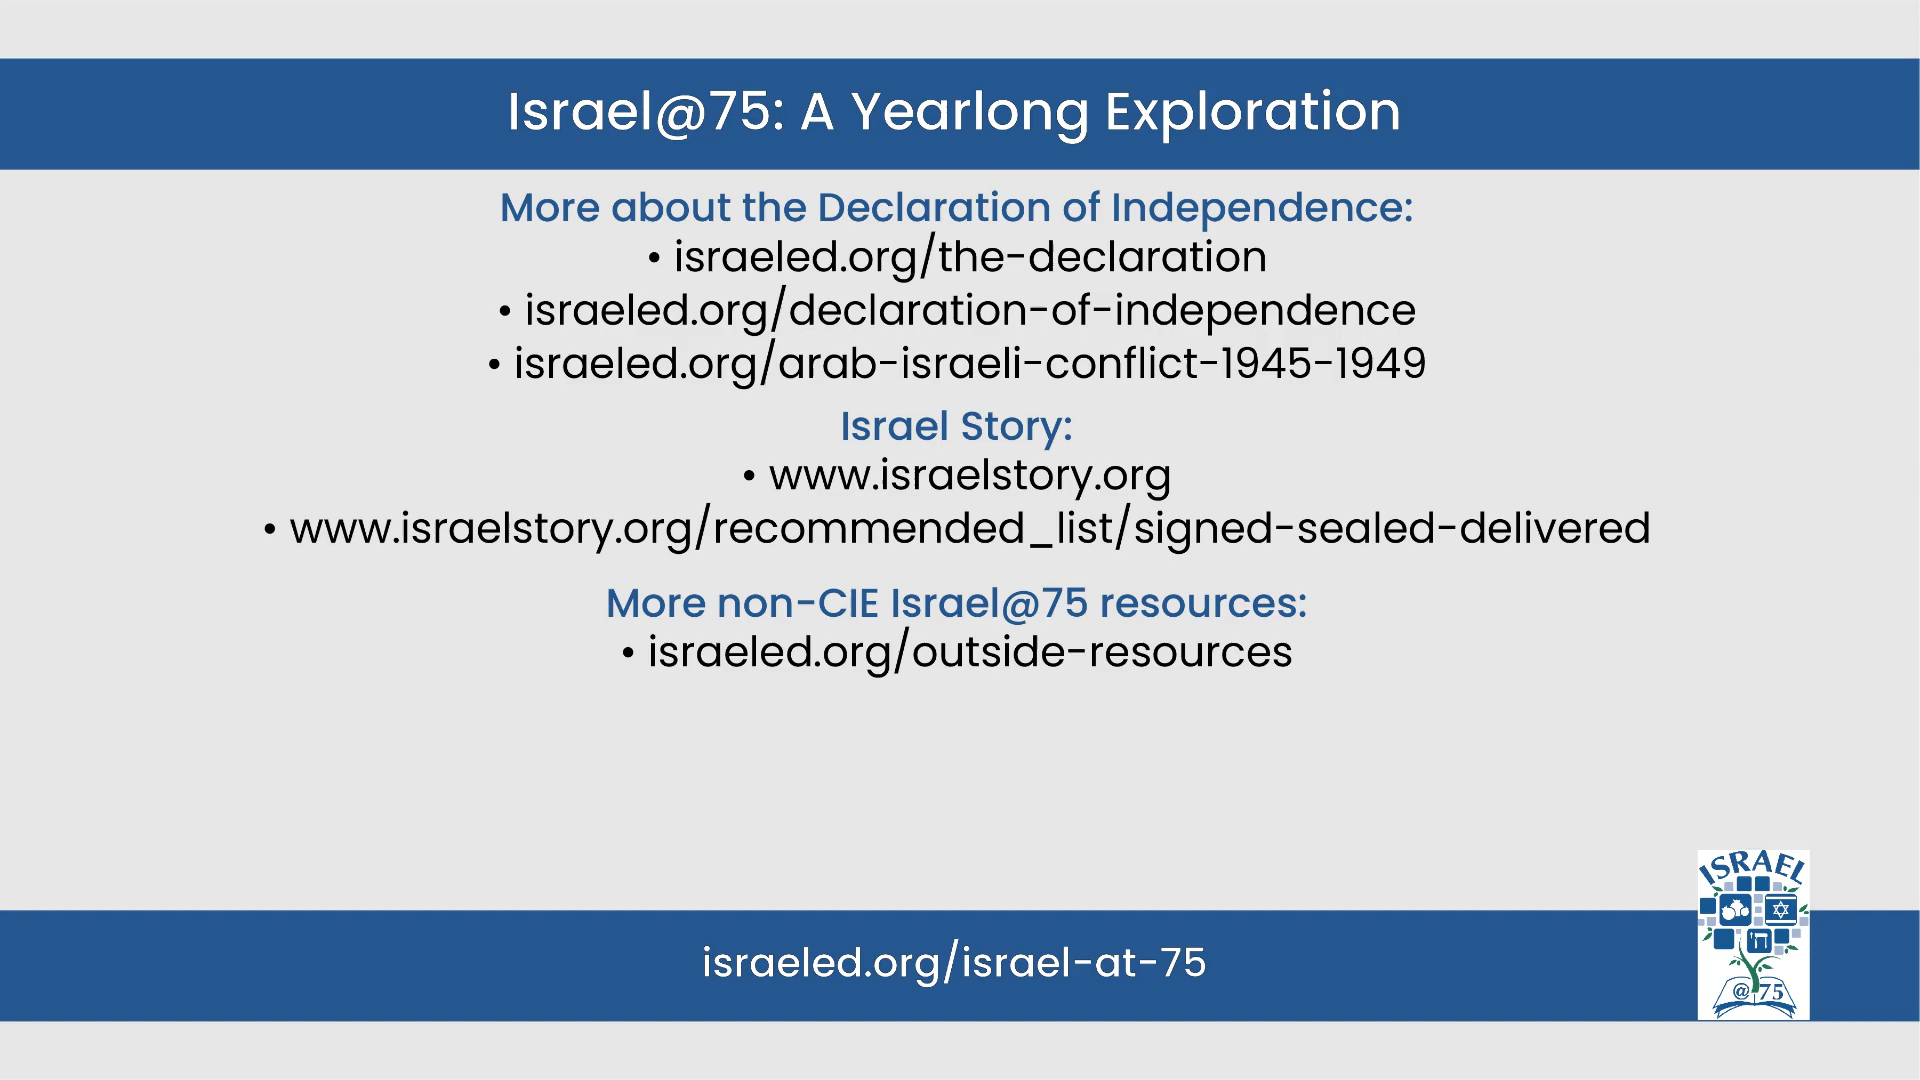 Israel@75: A Yearlong Exploration
More about the Declaration of Independence:
• israeled.org/the-declaration
• israeled.org/declaration-of-independence
• israeled.org/arab-israeli-conflict-1945-1949
Israel Story:
• www.israelstory.org
• www.israelstory.org/recommended_list/signed-sealed-delivered
More non-CIE Israel@75 resources:
• israeled.org/outside-resources
ISRAEL
@75
israeled.org/israel-at-75